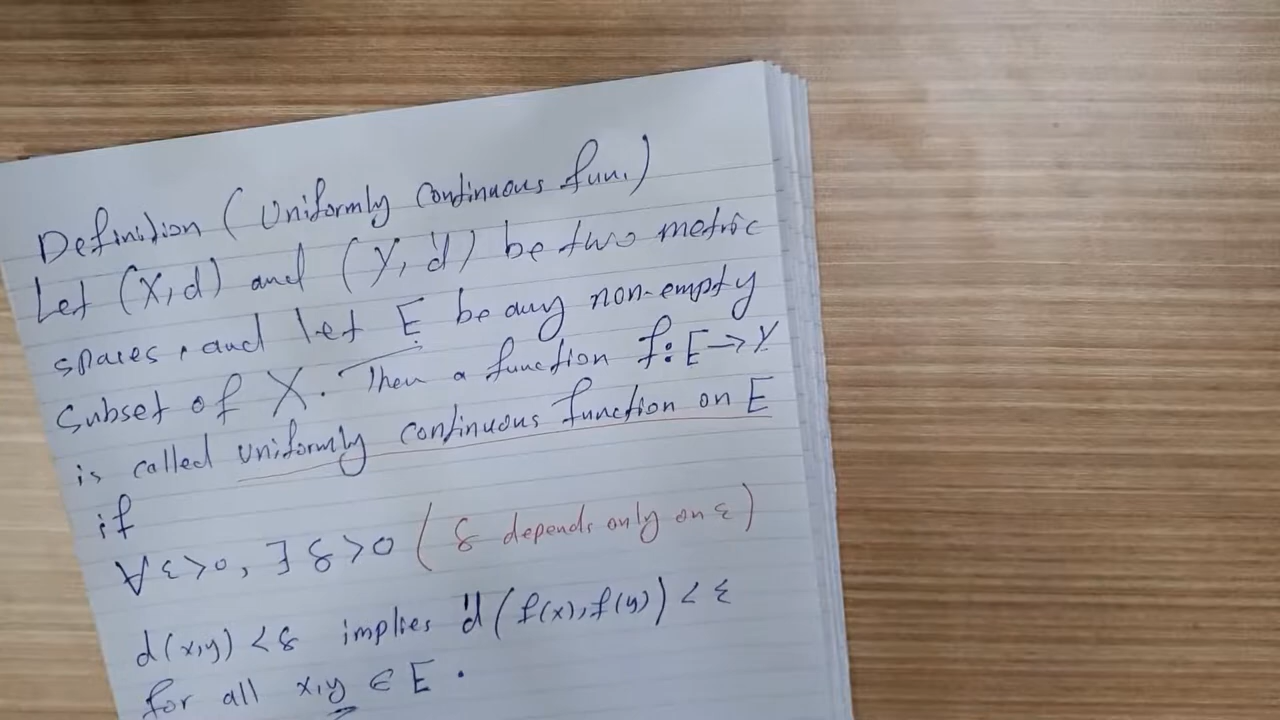 Definition (Uniformly Continuous fun.)
Let (X,d) and (Y,d') be two metric
spaces, and let E be any non-empty
subset of X. Then a function f:E→Y
is called uniformly continuous function on E
if
∀ε>0, ∃ δ>0 (δ depends only on ε)
d(x,y) <δ implies d'(f(x),f(y)) < ε
for all x,y ∈ E.